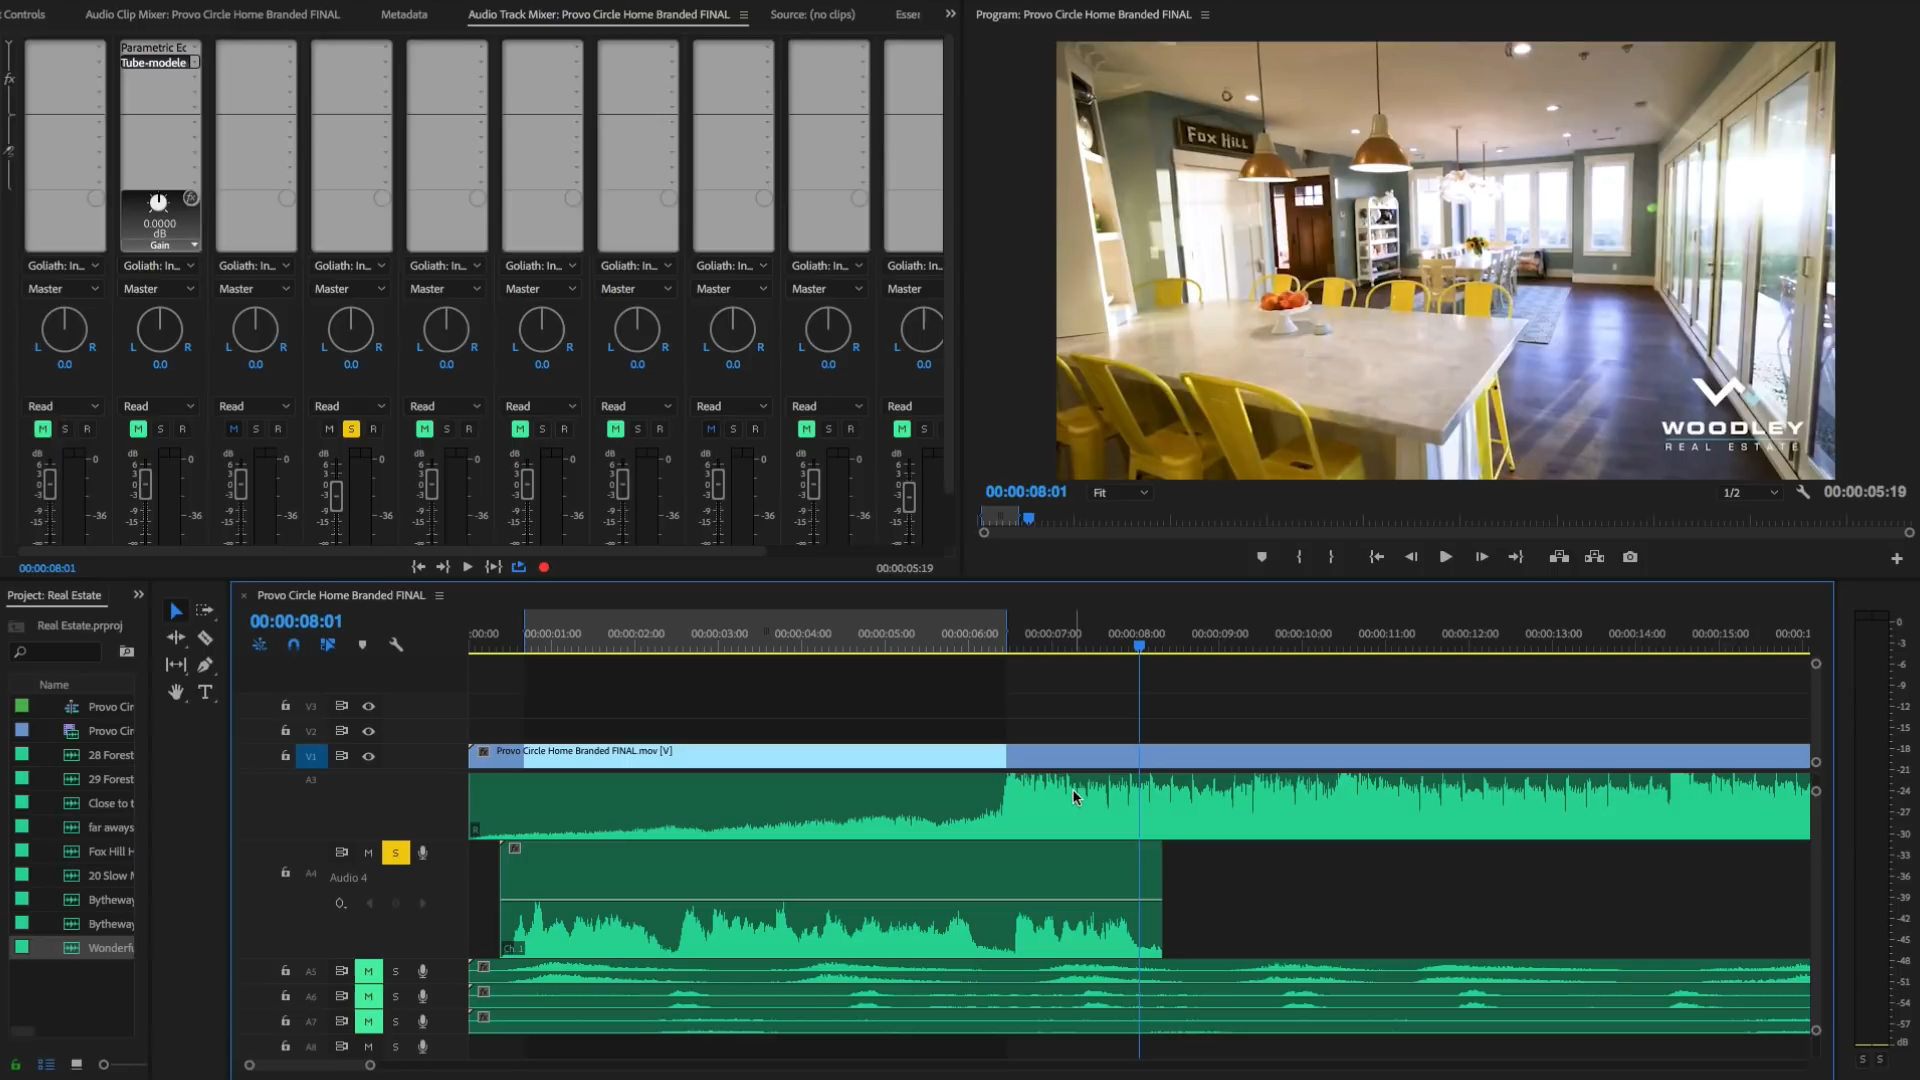 t Controls
Audio Clip Mixer: Provo Circle Home Branded FINAL
Metadata
Audio Track Mixer: Provo Circle Home Branded FINAL
Source: (no clips)
Esser
Program: Provo Circle Home Branded FINAL
Parametric Ec
Tube-modele
0.0000
dB
Gain
Goliath: In... Goliath: In... Goliath: In... Goliath: In... Goliath: In... Goliath: In... Goliath: In... Goliath: In... Goliath: In... Goliath: In...
Master Master Master Master Master Master Master Master Master Master
L R L R L R L R L R L R L R L R L R L
0.0 0.0 0.0 0.0 0.0 0.0 0.0 0.0 0.0 0.0
Read Read Read Read Read Read Read Read Read Read
M S R M S R M S R M S R M S R M S R M S R M S R M S R M S
00:00:08:01
00:00:05:19
FOX HILL
WOODLEY
REAL ESTATE
00:00:08:01
Fit
1/2
00:00:05:19
Project: Real Estate
Real Estate.prproj
Name
Provo Cir
Provo Cir
28 Forest
29 Forest
Close to t
far aways
Fox Hill H
20 Slow M
Bytheway
Bytheway
Wonderfu
Provo Circle Home Branded FINAL
00:00:08:01
:00:00 00:00:01:00 00:00:02:00 00:00:03:00 00:00:04:00 00:00:05:00 00:00:06:00 00:00:07:00 00:00:08:00 00:00:09:00 00:00:10:00 00:00:11:00 00:00:12:00 00:00:13:00 00:00:14:00 00:00:15:00 00:00:1
V3
V2
V1
Provo Circle Home Branded FINAL.mov [V]
A3
R
M S
A4 Audio 4
Ch. 1
A5 M S
A6 M S
A7 M S
A8 M S
0
-3
-6
-9
-12
-15
-18
-21
-24
-27
-30
-33
-36
-39
-42
-45
-48
-51
-54
-57
dB
S S